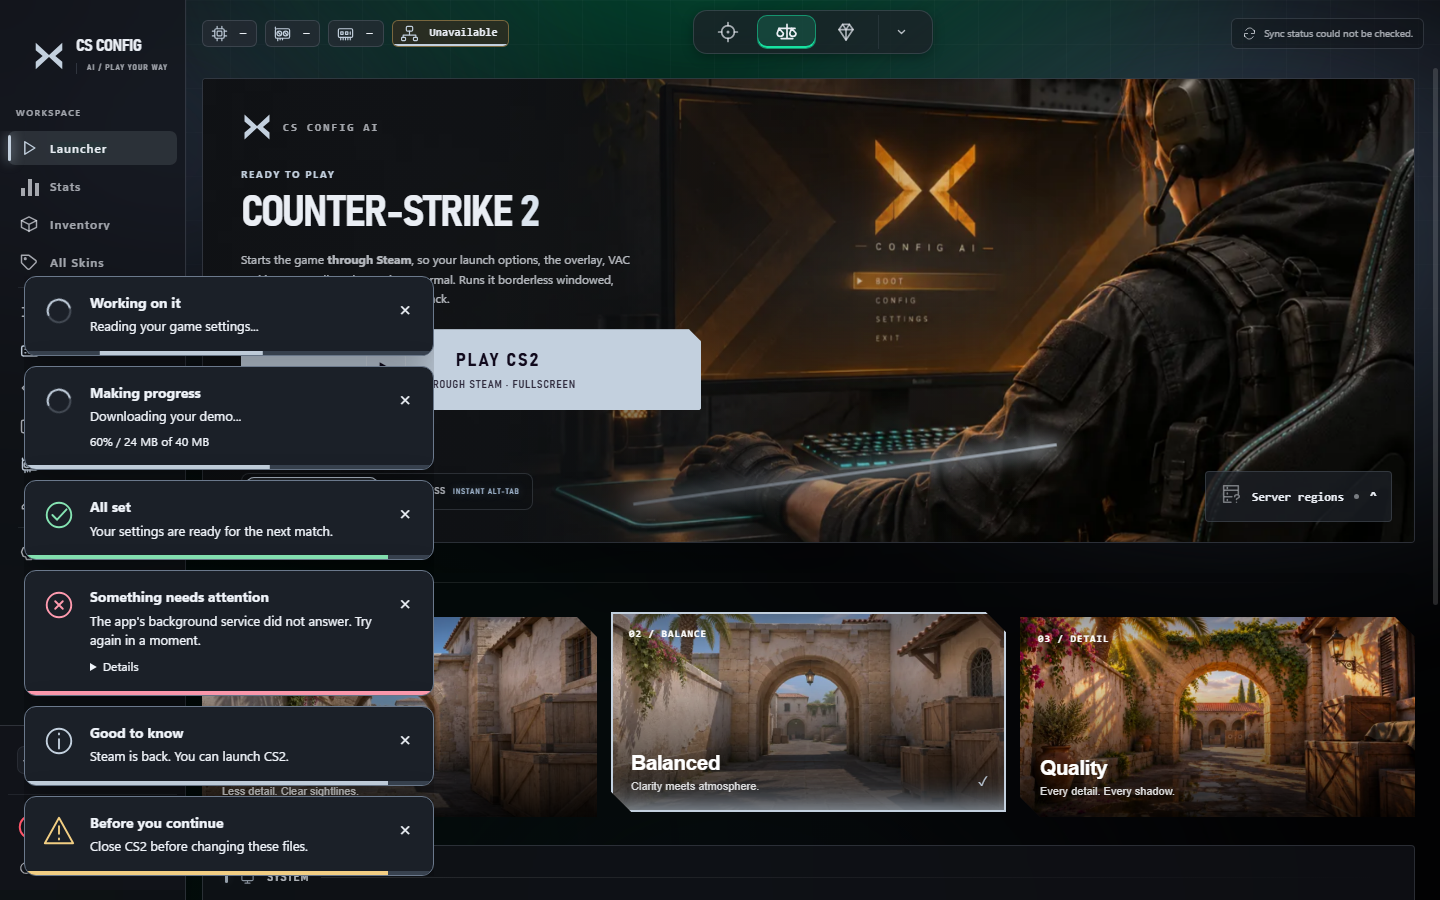 CS CONFIG
AI / PLAY YOUR WAY
WORKSPACE
Launcher
Stats
Inventory
All Skins
– – – Unavailable
Sync status could not be checked.
CS CONFIG AI
READY TO PLAY
COUNTER-STRIKE 2
Starts the game through Steam, so your launch options, the overlay, VAC
rmal. Runs it borderless windowed,
ck.
PLAY CS2
ROUGH STEAM · FULLSCREEN
SS INSTANT ALT-TAB
CONFIG AI
BOOT
CONFIG
SETTINGS
EXIT
Server regions
Working on it
Reading your game settings...
Making progress
Downloading your demo...
60% / 24 MB of 40 MB
All set
Your settings are ready for the next match.
Something needs attention
The app's background service did not answer. Try
again in a moment.
Details
Good to know
Steam is back. You can launch CS2.
Before you continue
Close CS2 before changing these files.
Less detail. Clear sightlines.
02 / BALANCE
Balanced
Clarity meets atmosphere.
03 / DETAIL
Quality
Every detail. Every shadow.
SYSTEM